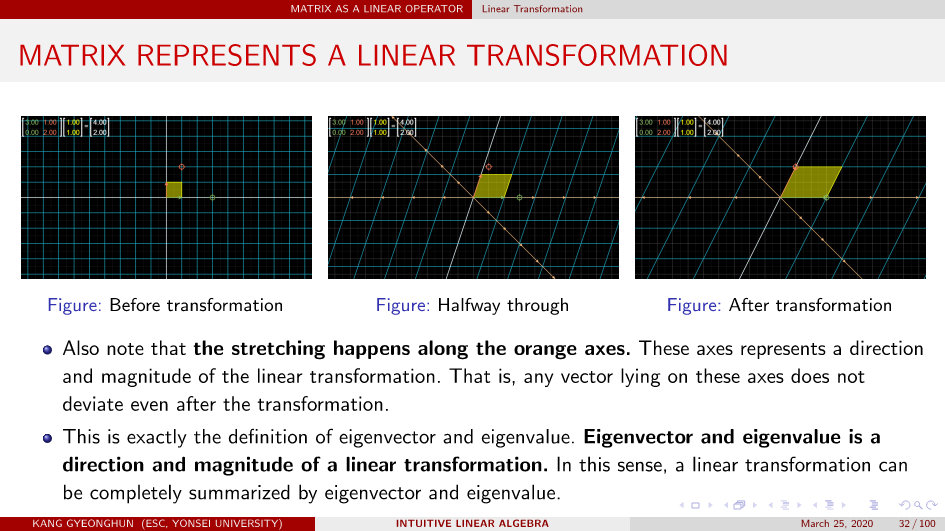 MATRIX AS A LINEAR OPERATOR Linear Transformation
MATRIX REPRESENTS A LINEAR TRANSFORMATION
[3.00 1.00][1.00]=[4.00] [3.00 1.00][1.00]=[4.00] [3.00 1.00][1.00]=[4.00]
[0.00 2.00][1.00] [2.00] [0.00 2.00][1.00] [2.00] [0.00 2.00][1.00] [2.00]
Figure: Before transformation Figure: Halfway through Figure: After transformation
Also note that the stretching happens along the orange axes. These axes represents a direction
and magnitude of the linear transformation. That is, any vector lying on these axes does not
deviate even after the transformation.
This is exactly the definition of eigenvector and eigenvalue. Eigenvector and eigenvalue is a
direction and magnitude of a linear transformation. In this sense, a linear transformation can
be completely summarized by eigenvector and eigenvalue.
KANG GYEONGHUN (ESC, YONSEI UNIVERSITY) INTUITIVE LINEAR ALGEBRA March 25, 2020 32 / 100